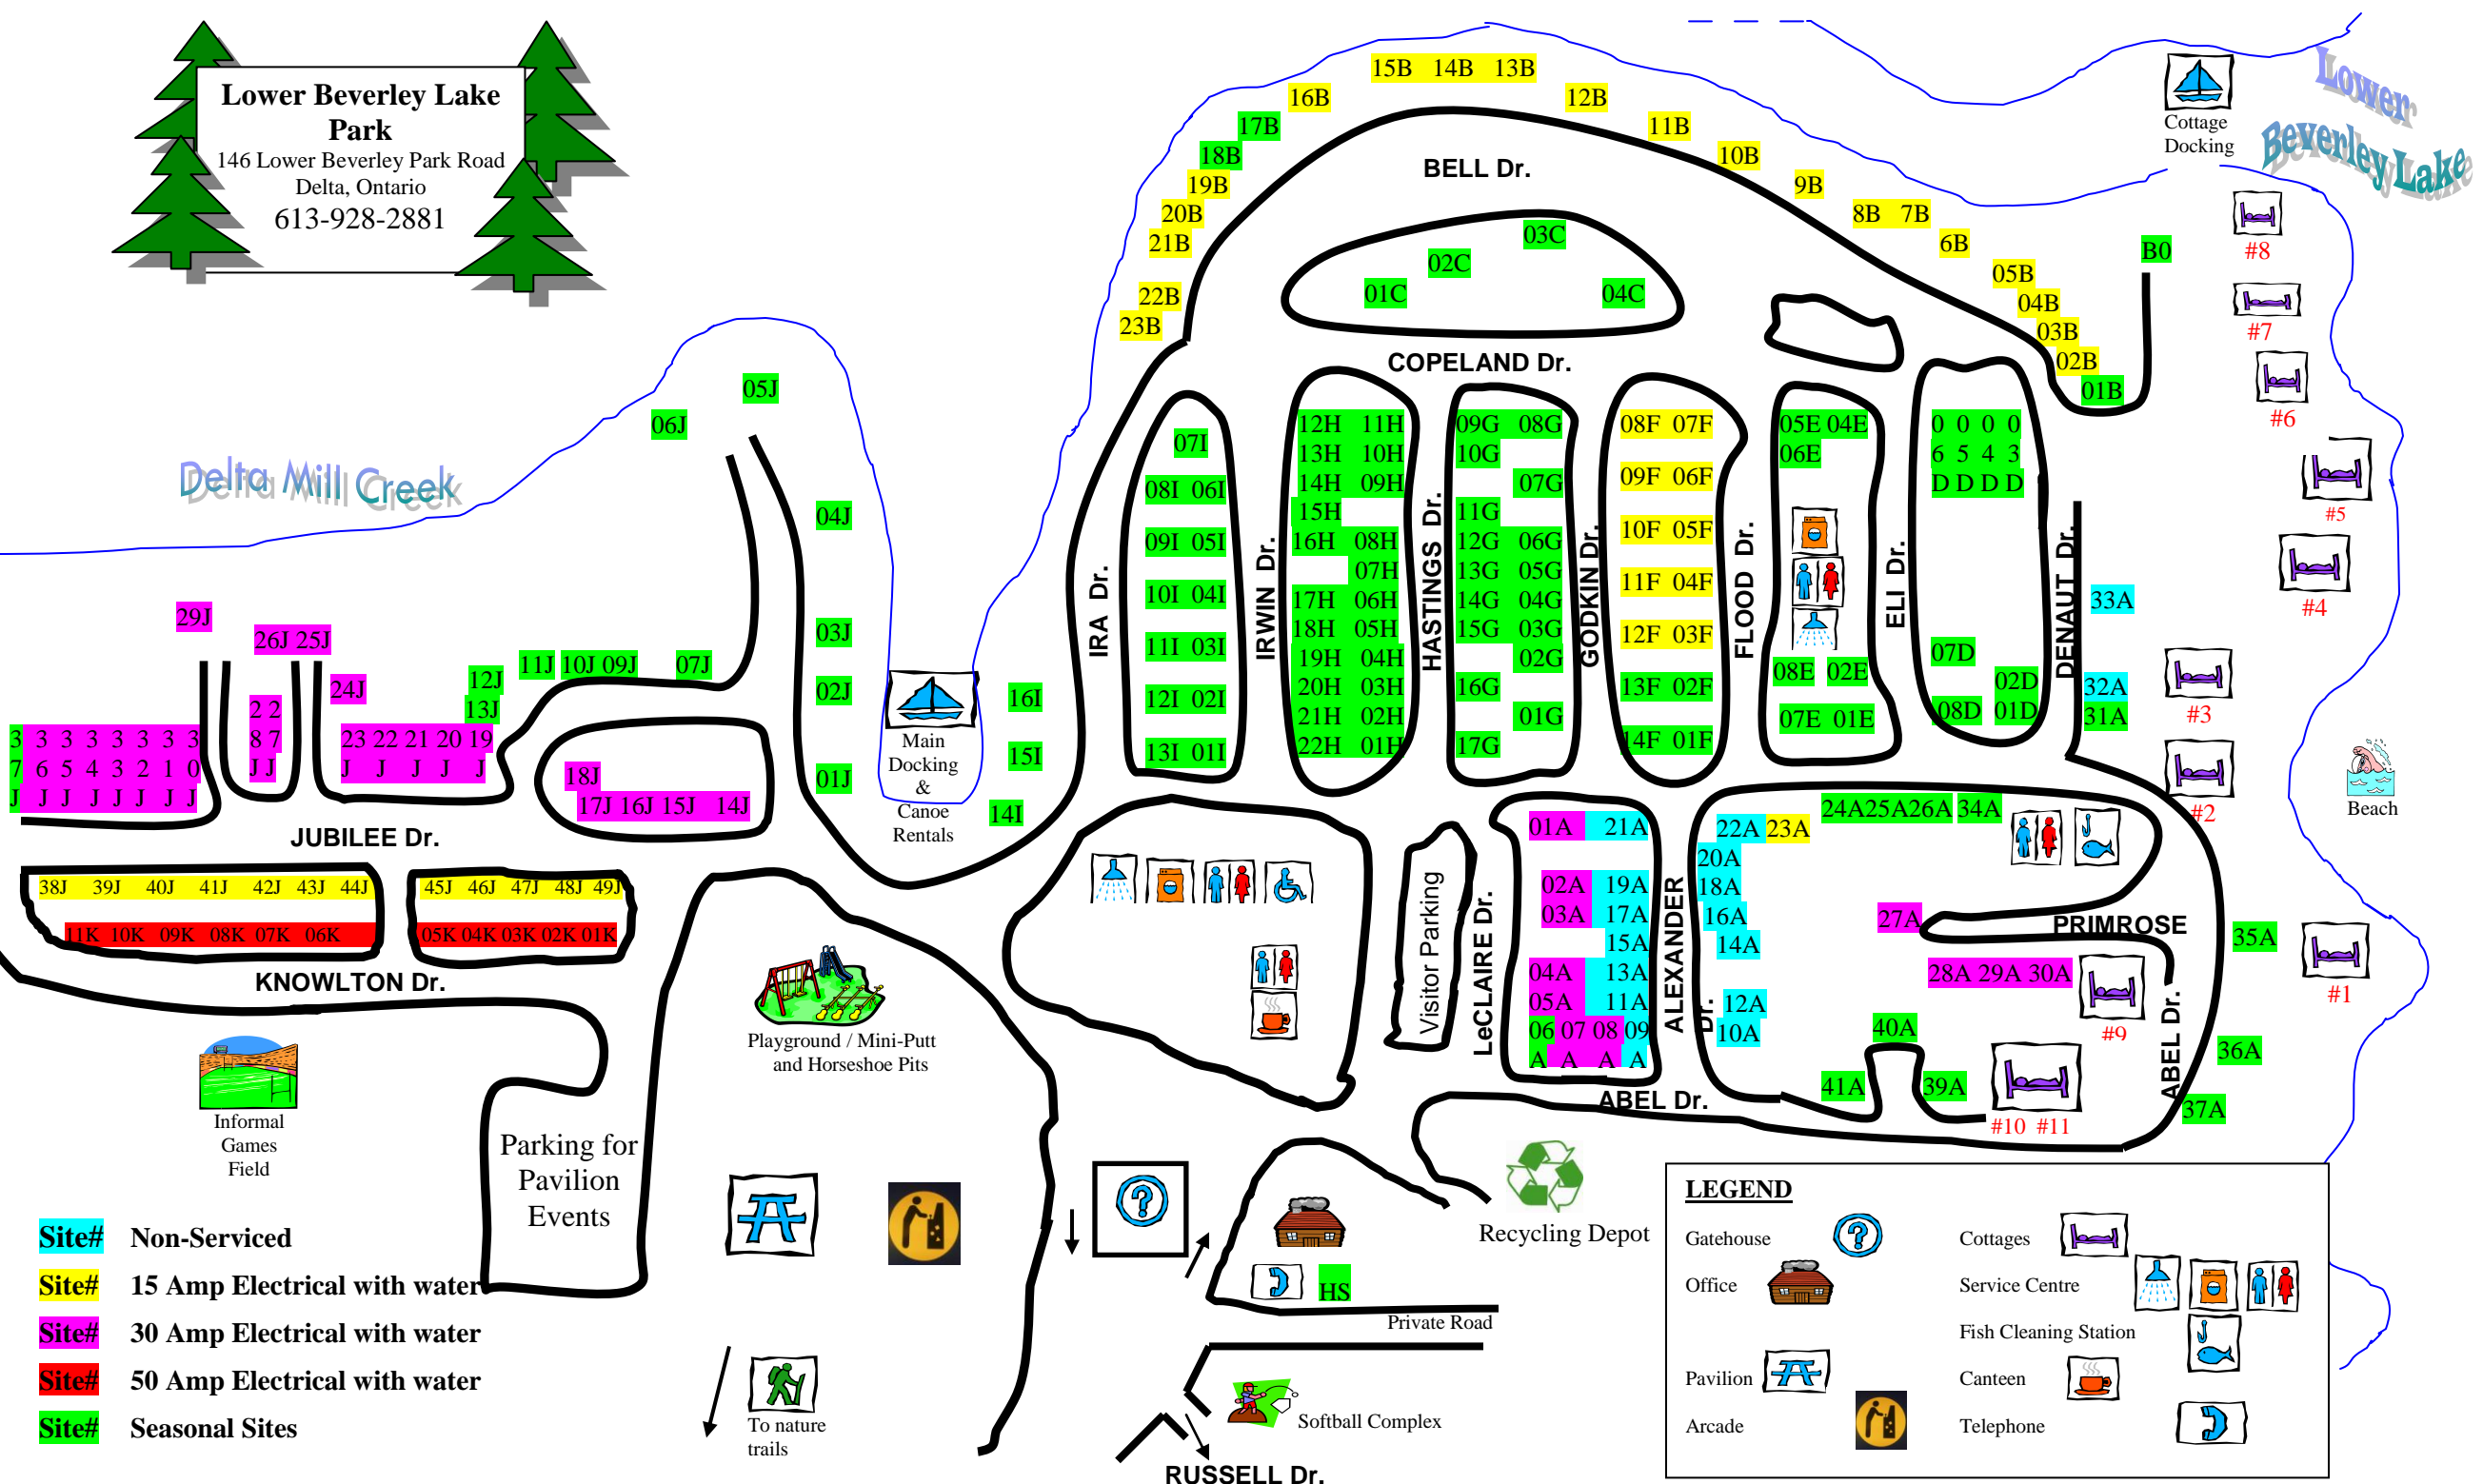 Lower Beverley Lake
Park
146 Lower Beverley Park Road
Delta, Ontario
613-928-2881
Lower
Beverley Lake
Cottage
Docking
15B 14B 13B
16B
12B
17B
11B
18B
10B
19B
9B
20B
8B 7B
21B
6B
B0
22B
05B
23B
04B
03B
02B
01B
BELL Dr.
03C
02C
01C
04C
COPELAND Dr.
#8
#7
#6
#5
#4
#3
#2
#1
#9
#10 #11
Beach
Delta Mill Creek
05J
06J
04J
03J
02J
01J
29J
26J 25J
24J
2 2
8 7
J J
12J
13J
11J 10J 09J
07J
3 3 3 3 3 3 3 3
7 6 5 4 3 2 1 0
J J J J J J J J
23 22 21 20 19
J J J J J
18J
17J 16J 15J 14J
JUBILEE Dr.
38J 39J 40J 41J 42J 43J 44J
45J 46J 47J 48J 49J
11K 10K 09K 08K 07K 06K
05K 04K 03K 02K 01K
KNOWLTON Dr.
Main
Docking
&
Canoe
Rentals
16I
15I
14I
IRA Dr.
07I
08I 06I
09I 05I
10I 04I
11I 03I
12I 02I
13I 01I
IRWIN Dr.
12H 11H
13H 10H
14H 09H
15H
16H 08H
07H
17H 06H
18H 05H
19H 04H
20H 03H
21H 02H
22H 01H
HASTINGS Dr.
09G 08G
10G
07G
11G
12G 06G
13G 05G
14G 04G
15G 03G
02G
16G
01G
17G
GODKIN Dr.
08F 07F
09F 06F
10F 05F
11F 04F
12F 03F
13F 02F
14F 01F
FLOOD Dr.
05E 04E
06E
08E 02E
07E 01E
ELI Dr.
0 0 0 0
6 5 4 3
D D D D
07D
02D
08D 01D
DENAUT Dr.
33A
32A
31A
Visitor Parking
LeCLAIRE Dr.
01A 21A
02A 19A
03A 17A
15A
04A 13A
05A 11A
06 07 08 09
A A A A
ALEXANDER
Dr.
22A 23A
20A
18A
16A
14A
12A
10A
24A 25A 26A 34A
27A
PRIMROSE
28A 29A 30A
35A
36A
37A
40A
41A
39A
ABEL Dr.
ABEL Dr.
Playground / Mini-Putt
and Horseshoe Pits
Informal
Games
Field
Parking for
Pavilion
Events
Recycling Depot
HS
Private Road
Softball Complex
To nature
trails
RUSSELL Dr.
Site# Non-Serviced
Site# 15 Amp Electrical with water
Site# 30 Amp Electrical with water
Site# 50 Amp Electrical with water
Site# Seasonal Sites
LEGEND
Gatehouse
Office
Pavilion
Arcade
Cottages
Service Centre
Fish Cleaning Station
Canteen
Telephone